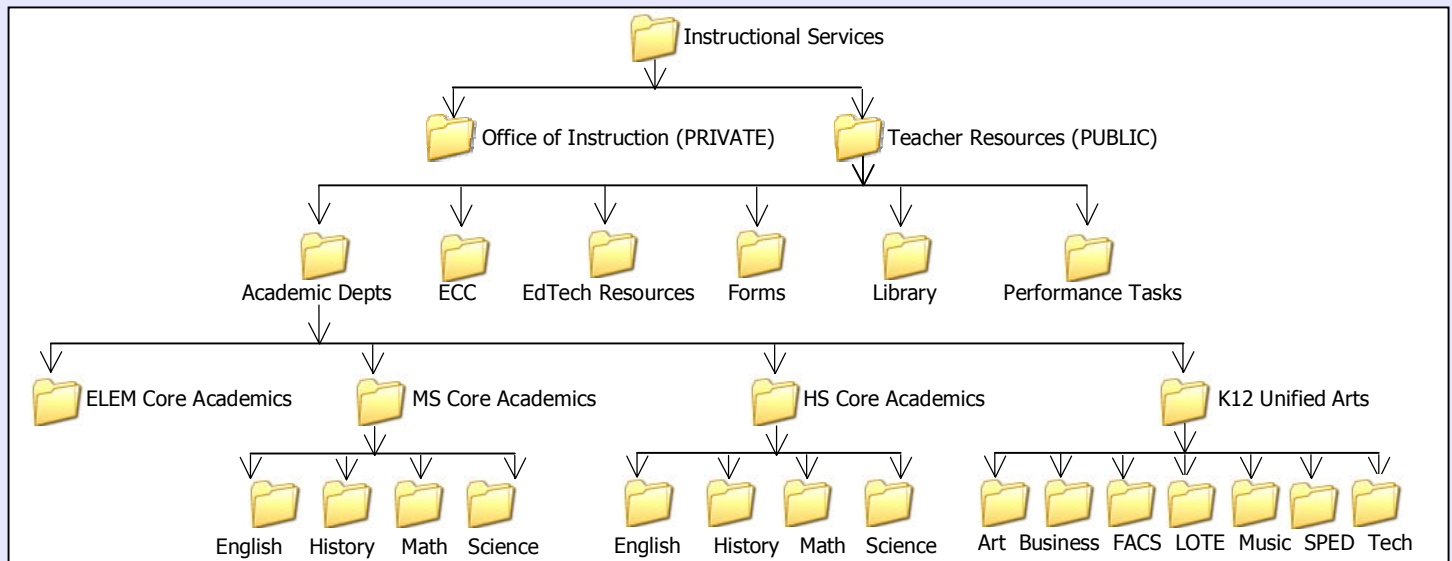 Instructional Services
Office of Instruction (PRIVATE) Teacher Resources (PUBLIC)
Academic Depts ECC EdTech Resources Forms Library Performance Tasks
ELEM Core Academics MS Core Academics HS Core Academics K12 Unified Arts
English History Math Science English History Math Science Art Business FACS LOTE Music SPED Tech